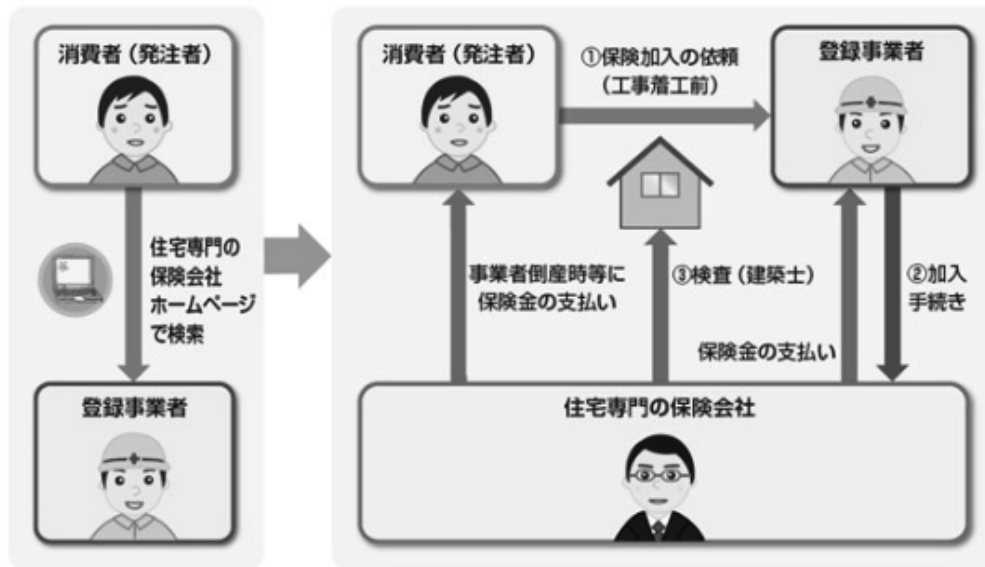 消費者（発注者）
住宅専門の
保険会社
ホームページ
で検索
登録事業者
消費者（発注者）
①保険加入の依頼
（工事着工前）
登録事業者
事業者倒産時等に
保険金の支払い
③検査（建築士）
保険金の支払い
②加入
手続き
住宅専門の保険会社